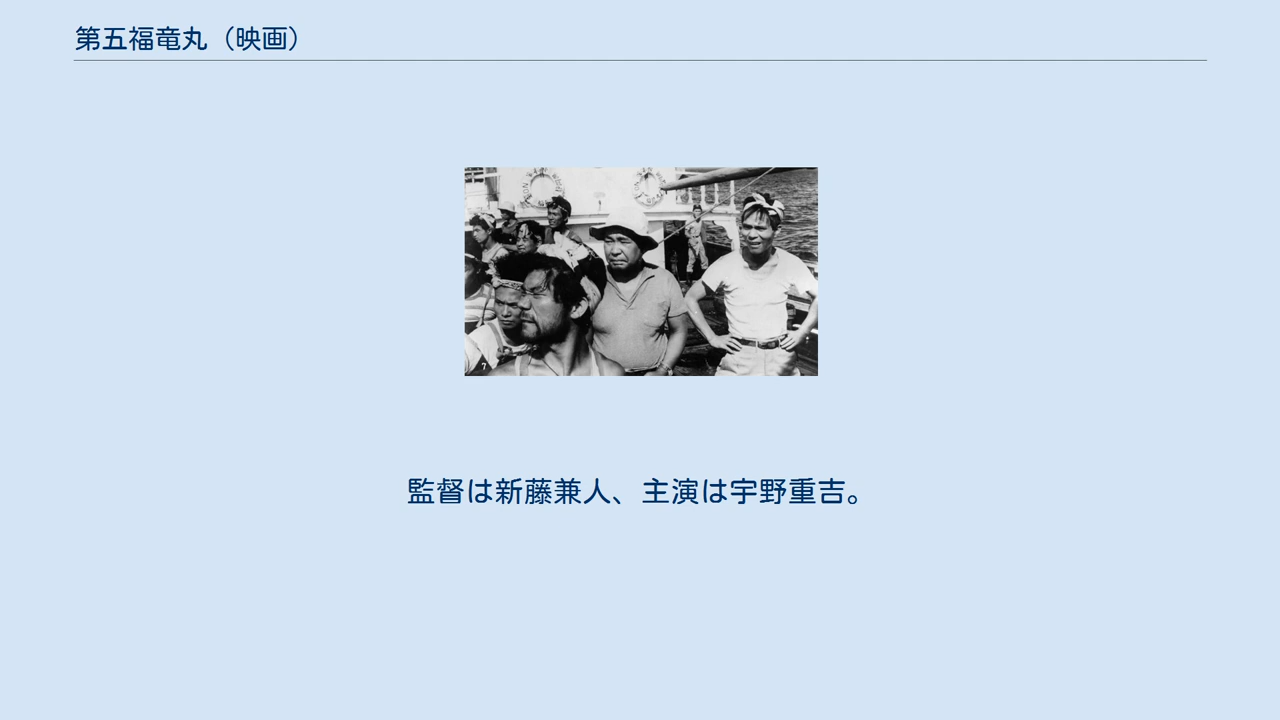 第五福竜丸（映画）
7
監督は新藤兼人、主演は宇野重吉。